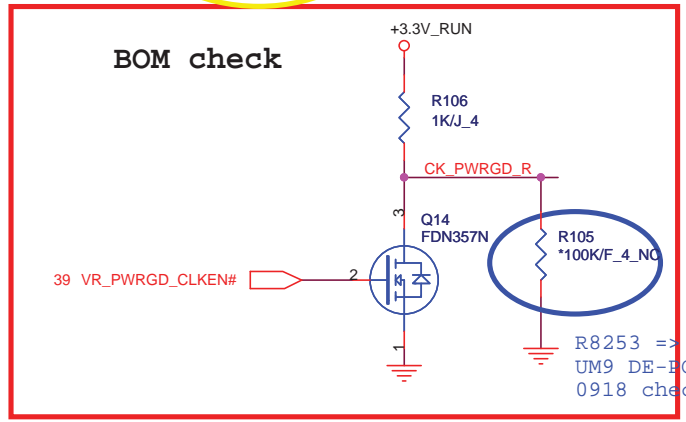 +3.3V_RUN
BOM check
R106
1K/J_4
CK_PWRGD_R
3
Q14
FDN357N
R105
*100K/F_4_NC
39 VR_PWRGD_CLKEN#
2
1
R8253 =>
UM9 DE-
0918